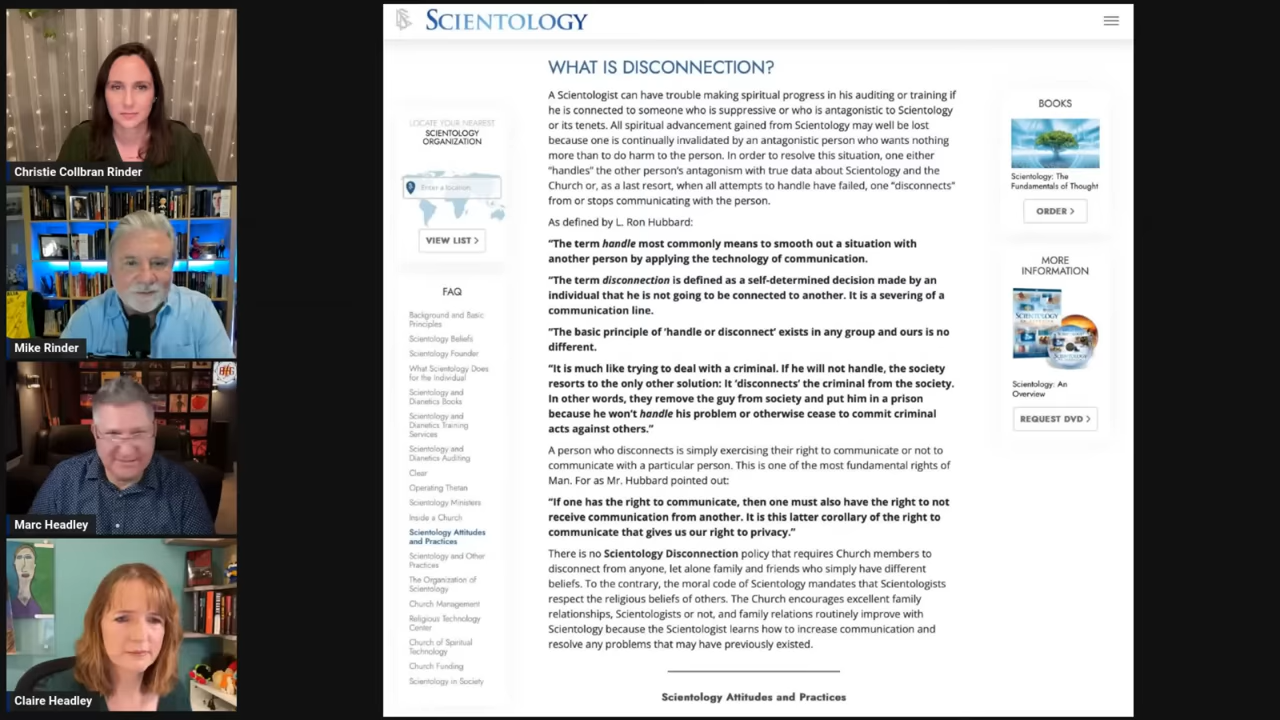 Christie Collbran Rinder
Mike Rinder
Marc Headley
Claire Headley
SCIENTOLOGY
LOCATE YOUR NEAREST
SCIENTOLOGY
ORGANIZATION
Enter a location
VIEW LIST >
FAQ
Background and Basic
Principles
Scientology Beliefs
Scientology Founder
What Scientology Does
for the Individual
Scientology and
Dianetics Books
Scientology and
Dianetics Training
Services
Scientology and
Dianetics Auditing
Clear
Operating Thetan
Scientology Ministers
Inside a Church
Scientology Attitudes
and Practices
Scientology and Other
Practices
The Organization of
Scientology
Church Management
Religious Technology
Center
Church of Spiritual
Technology
Church Funding
Scientology in Society
WHAT IS DISCONNECTION?
A Scientologist can have trouble making spiritual progress in his auditing or training if
he is connected to someone who is suppressive or who is antagonistic to Scientology
or its tenets. All spiritual advancement gained from Scientology may well be lost
because one is continually invalidated by an antagonistic person who wants nothing
more than to do harm to the person. In order to resolve this situation, one either
“handles” the other person’s antagonism with true data about Scientology and the
Church or, as a last resort, when all attempts to handle have failed, one “disconnects”
from or stops communicating with the person.
As defined by L. Ron Hubbard:
“The term handle most commonly means to smooth out a situation with
another person by applying the technology of communication.
“The term disconnection is defined as a self-determined decision made by an
individual that he is not going to be connected to another. It is a severing of a
communication line.
“The basic principle of ‘handle or disconnect’ exists in any group and ours is no
different.
“It is much like trying to deal with a criminal. If he will not handle, the society
resorts to the only other solution: It ‘disconnects’ the criminal from the society.
In other words, they remove the guy from society and put him in a prison
because he won’t handle his problem or otherwise cease to commit criminal
acts against others.”
A person who disconnects is simply exercising their right to communicate or not to
communicate with a particular person. This is one of the most fundamental rights of
Man. For as Mr. Hubbard pointed out:
“If one has the right to communicate, then one must also have the right to not
receive communication from another. It is this latter corollary of the right to
communicate that gives us our right to privacy.”
There is no Scientology Disconnection policy that requires Church members to
disconnect from anyone, let alone family and friends who simply have different
beliefs. To the contrary, the moral code of Scientology mandates that Scientologists
respect the religious beliefs of others. The Church encourages excellent family
relationships, Scientologists or not, and family relations routinely improve with
Scientology because the Scientologist learns how to increase communication and
resolve any problems that may have previously existed.
Scientology Attitudes and Practices
BOOKS
Scientology: The
Fundamentals of Thought
ORDER >
MORE
INFORMATION
Scientology: An
Overview
REQUEST DVD >